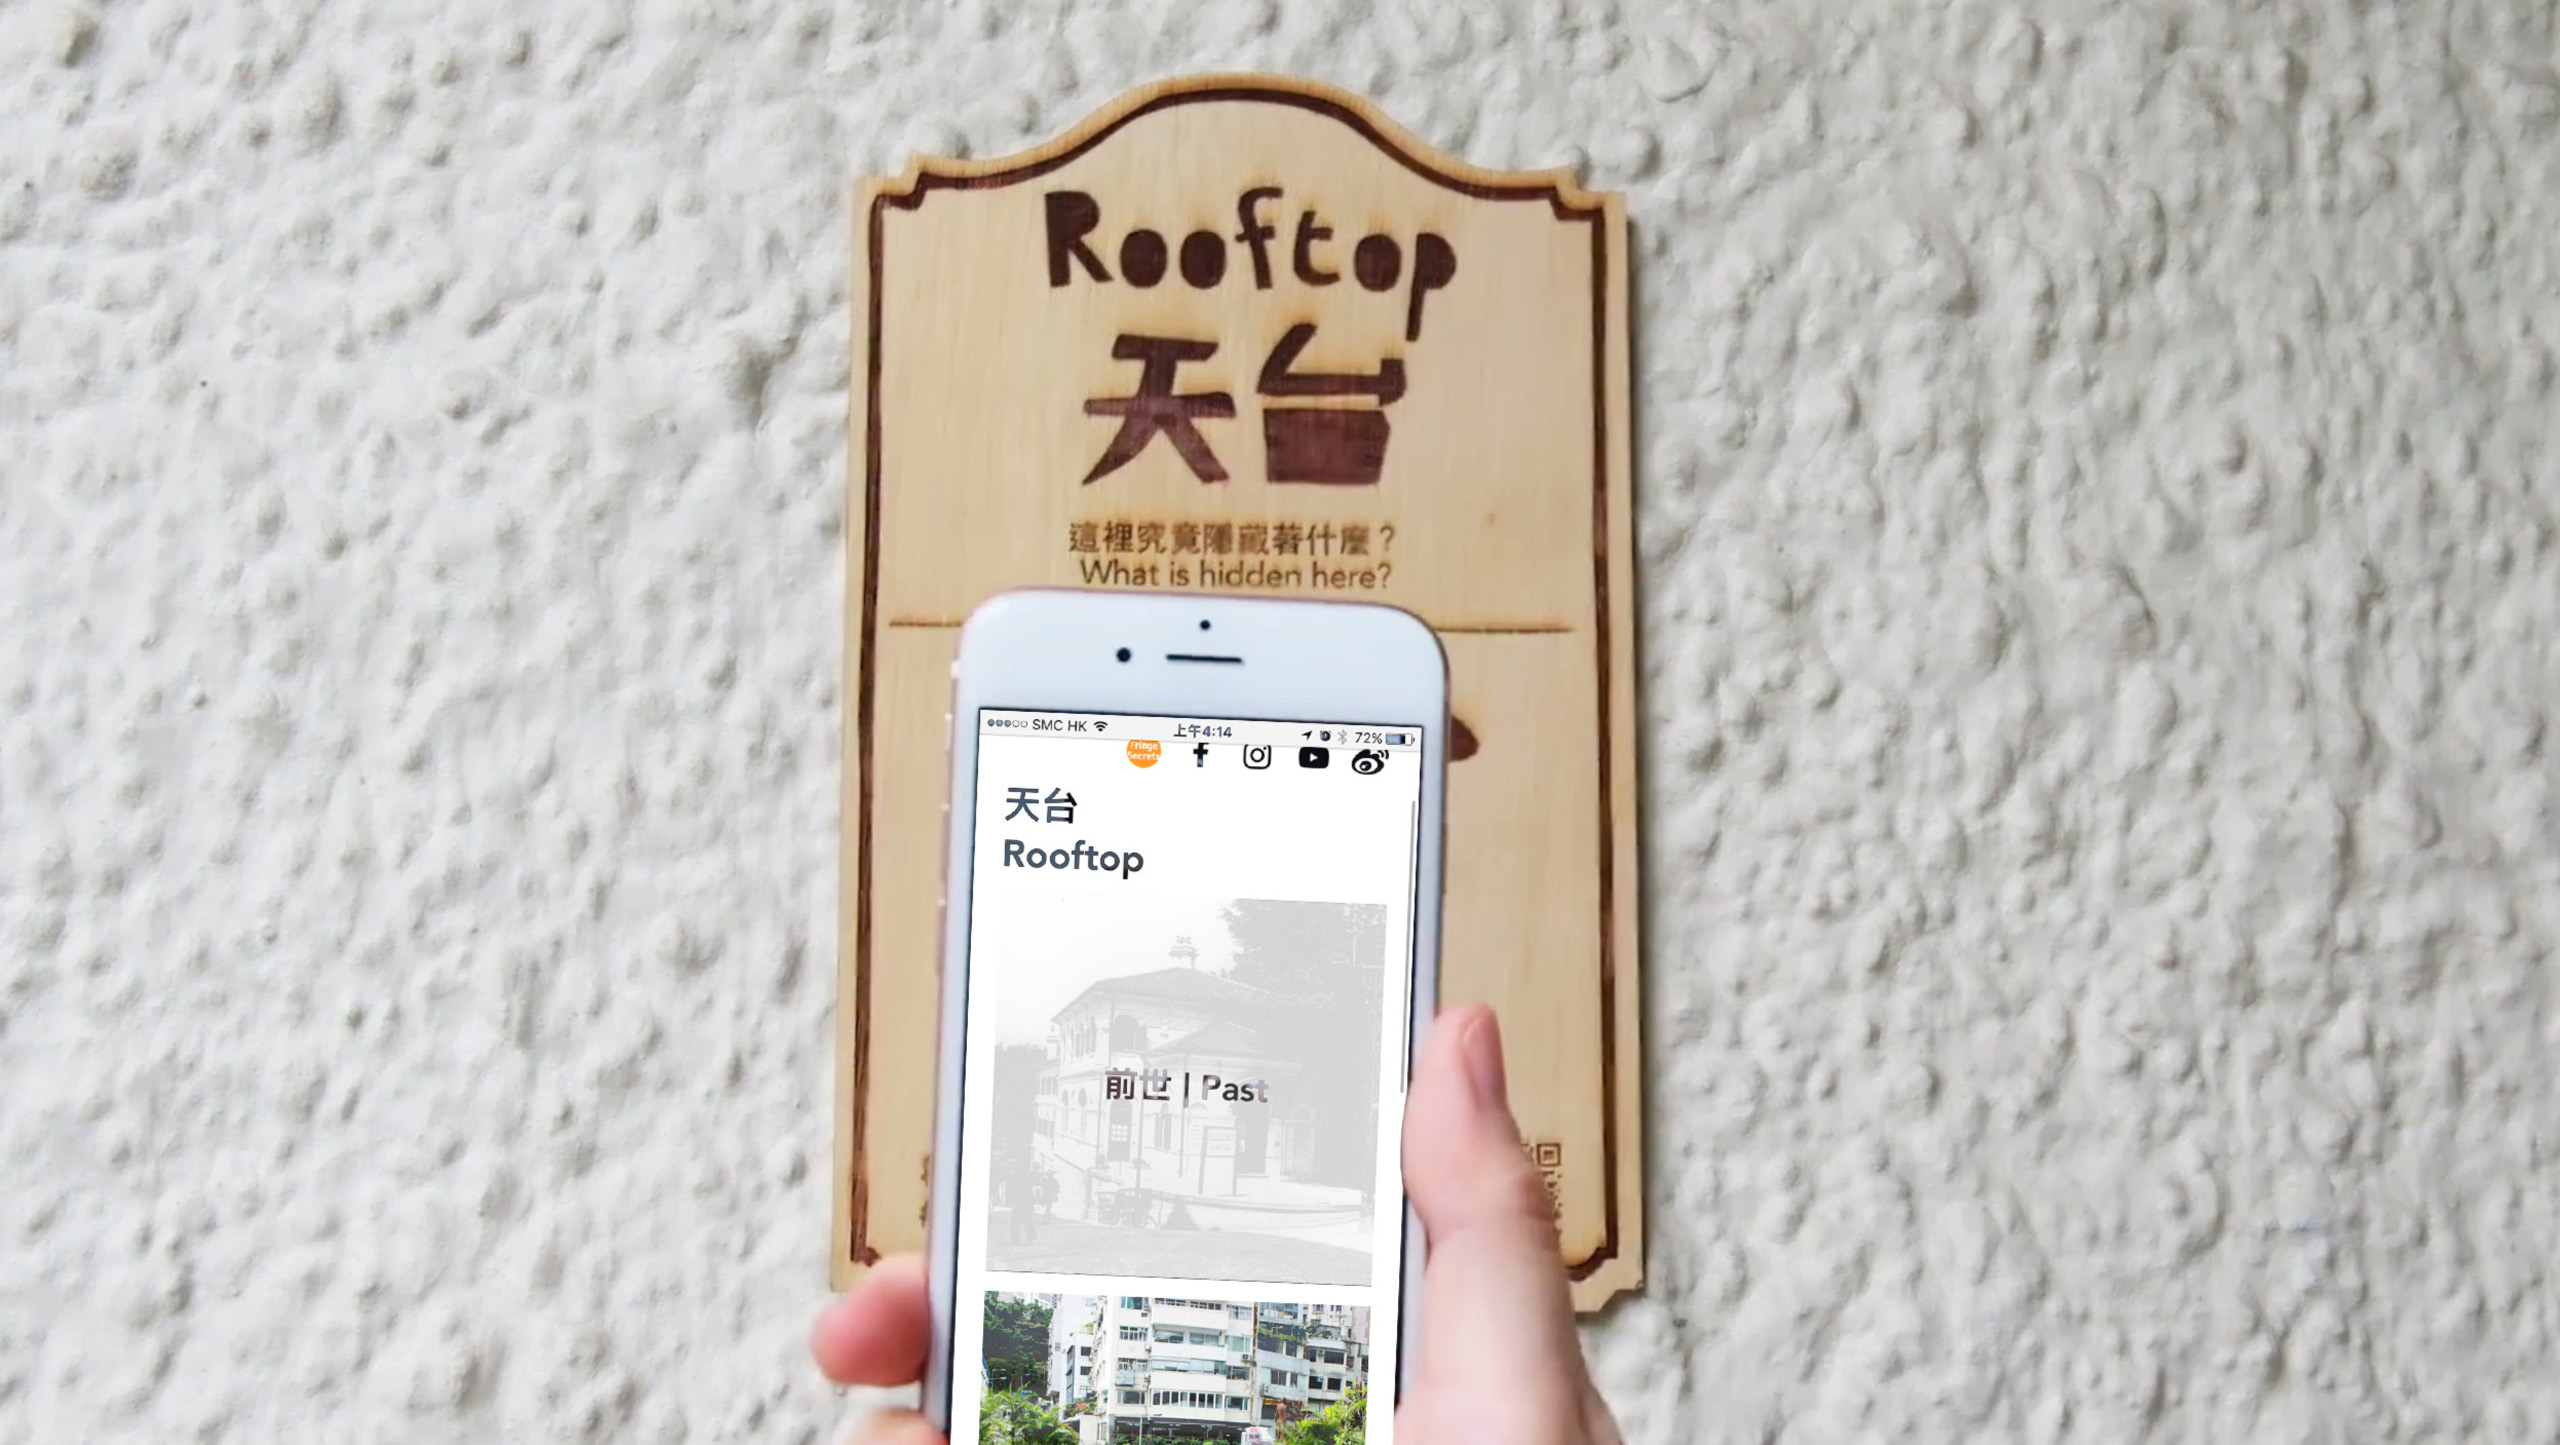 Rooftop
天台
這裡究竟隱藏著什麼？
What is hidden here?
SMC HK 上午4:14 72%
Fringe
Secrets
天台
Rooftop
前世 | Past